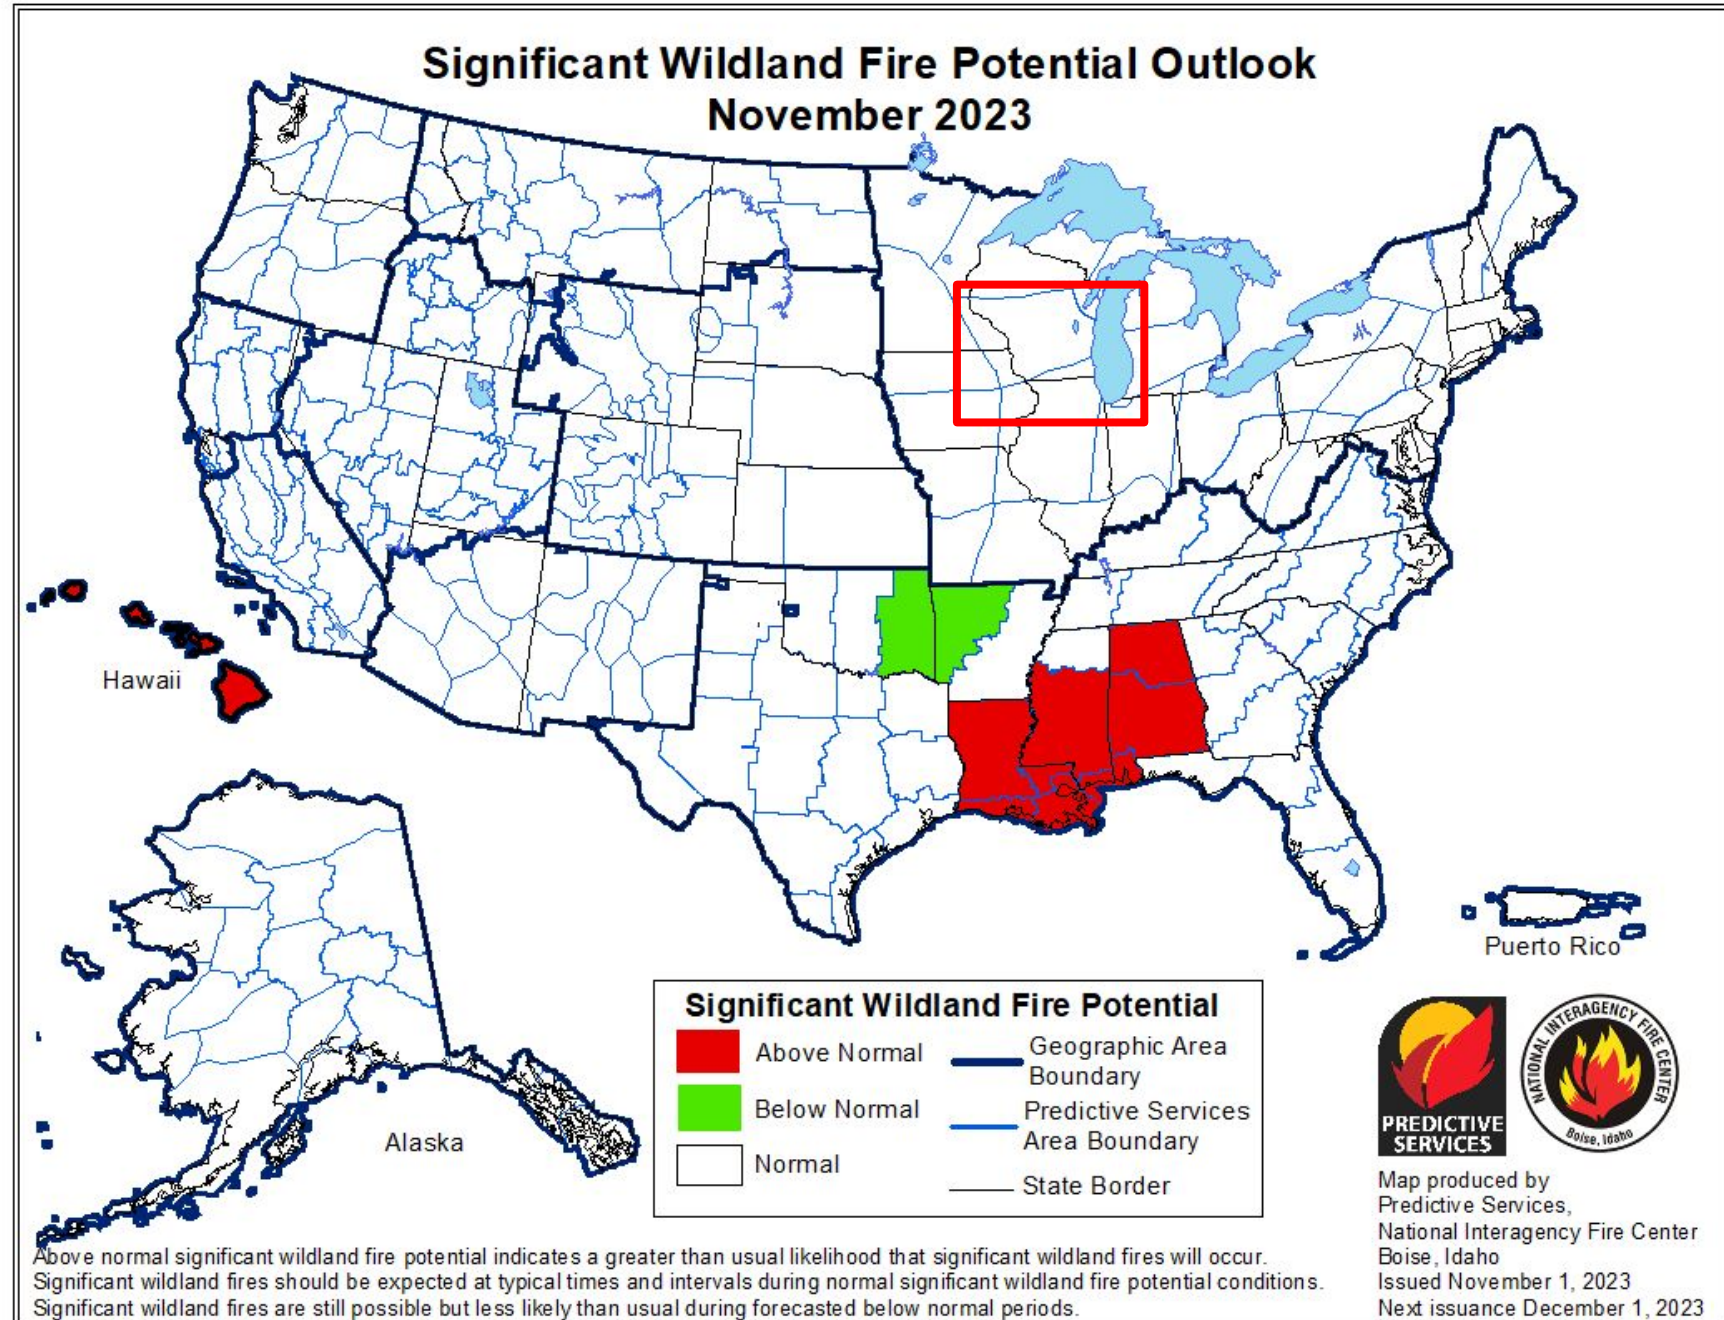 Significant Wildland Fire Potential Outlook
November 2023
Hawaii
Alaska
Puerto Rico
Significant Wildland Fire Potential
Above Normal
Below Normal
Normal
Geographic Area
Boundary
Predictive Services
Area Boundary
State Border
PREDICTIVE
SERVICES
NATIONAL INTERAGENCY FIRE CENTER
Boise, Idaho
Map produced by
Predictive Services,
National Interagency Fire Center
Boise, Idaho
Issued November 1, 2023
Next issuance December 1, 2023
Above normal significant wildland fire potential indicates a greater than usual likelihood that significant wildland fires will occur.
Significant wildland fires should be expected at typical times and intervals during normal significant wildland fire potential conditions.
Significant wildland fires are still possible but less likely than usual during forecasted below normal periods.